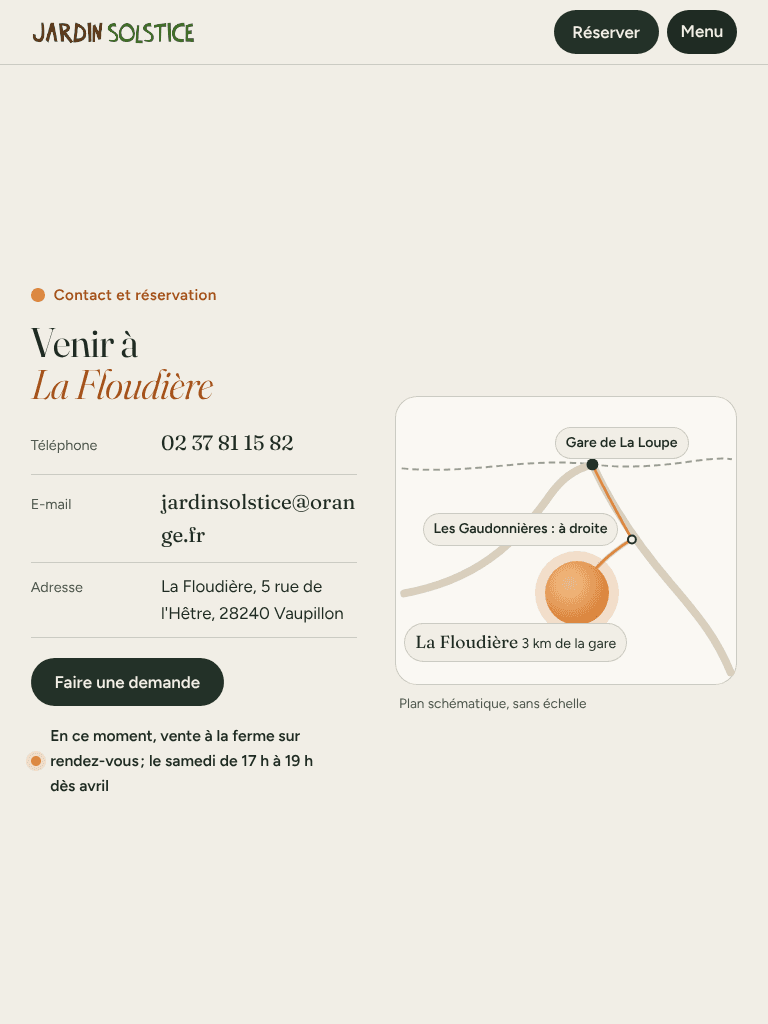 JARDIN SOLSTICE
Réserver
Menu
Contact et réservation
Venir à
La Floudière
Téléphone
02 37 81 15 82
E-mail
jardinsolstice@oran
ge.fr
Adresse
La Floudière, 5 rue de
l'Hêtre, 28240 Vaupillon
Faire une demande
En ce moment, vente à la ferme sur
rendez-vous ; le samedi de 17 h à 19 h
dès avril
Gare de La Loupe
Les Gaudonnières : à droite
La Floudière 3 km de la gare
Plan schématique, sans échelle